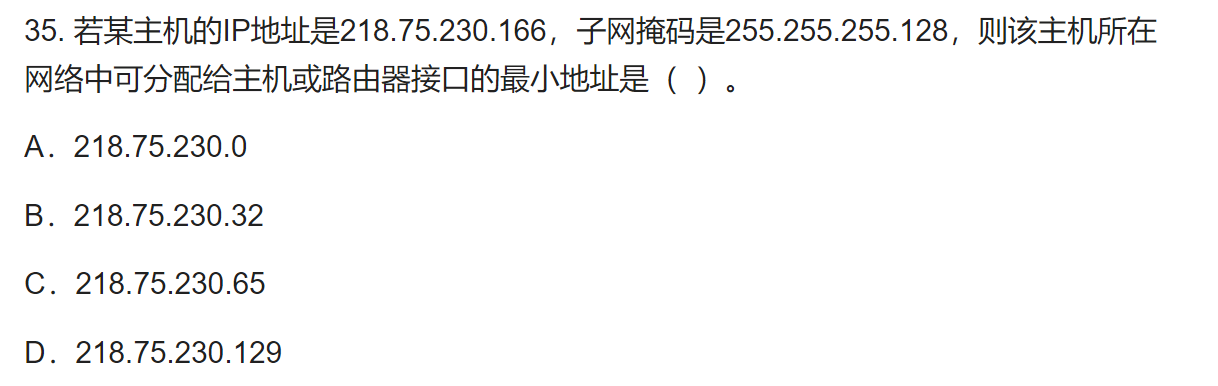 35. 若某主机的IP地址是218.75.230.166，子网掩码是255.255.255.128，则该主机所在
网络中可分配给主机或路由器接口的最小地址是（ ）。
A．218.75.230.0
B．218.75.230.32
C．218.75.230.65
D．218.75.230.129